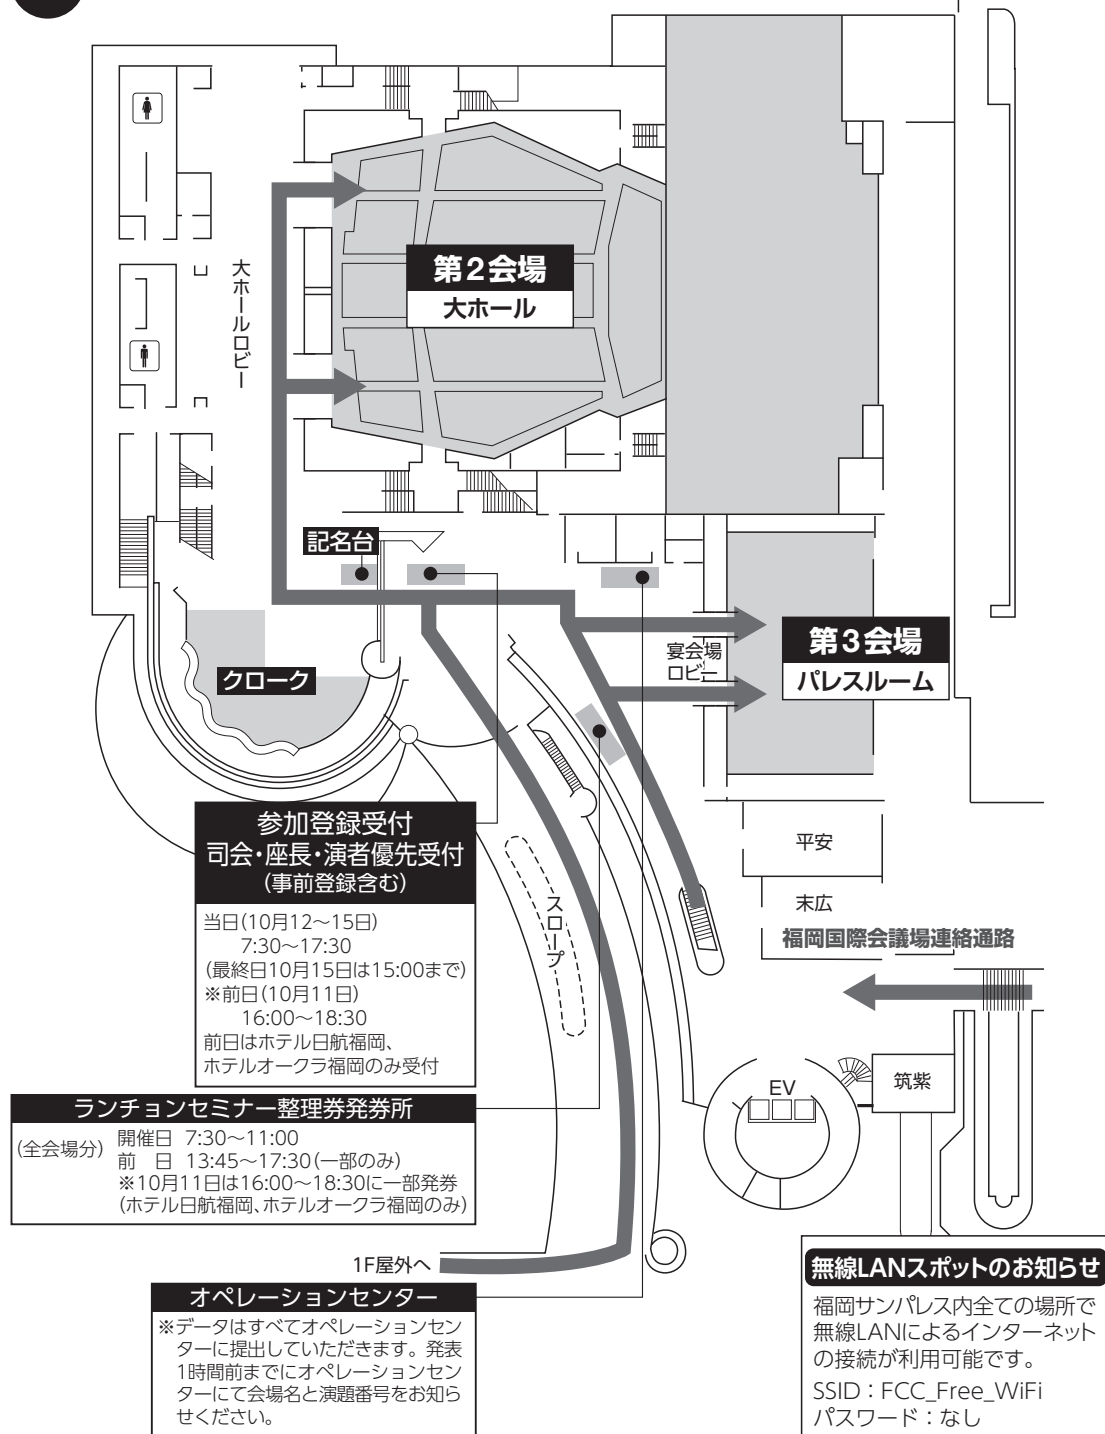 大ホールロビー
第2会場
大ホール
記名台
クローク
宴会場
ロビー
第3会場
パレスルーム
参加登録受付
司会・座長・演者優先受付
(事前登録含む)
当日(10月12~15日)
7:30~17:30
(最終日10月15日は15:00まで)
※前日(10月11日)
16:00~18:30
前日はホテル日航福岡、
ホテルオークラ福岡のみ受付
スロープ
平安
末広
福岡国際会議場連絡通路
筑紫
EV
ランチョンセミナー整理券発券所
(全会場分) 開催日 7:30~11:00
前 日 13:45~17:30(一部のみ)
※10月11日は16:00~18:30に一部発券
(ホテル日航福岡、ホテルオークラ福岡のみ)
1F屋外へ
オペレーションセンター
※データはすべてオペレーションセン
ターに提出していただきます。発表
1時間前までにオペレーションセン
ターにて会場名と演題番号をお知ら
せください。
無線LANスポットのお知らせ
福岡サンパレス内全ての場所で
無線LANによるインターネット
の接続が利用可能です。
SSID:FCC_Free_WiFi
パスワード:なし